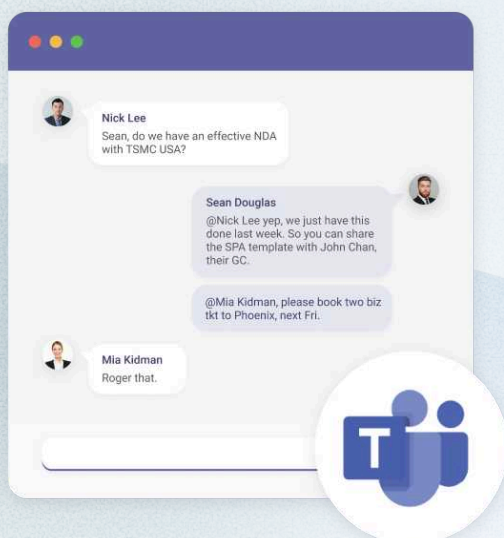 Nick Lee
Sean, do we have an effective NDA
with TSMC USA?
Sean Douglas
@Nick Lee yep, we just have this
done last week. So you can share
the SPA template with John Chan,
their GC.
@Mia Kidman, please book two biz
tkt to Phoenix, next Fri.
Mia Kidman
Roger that.
T